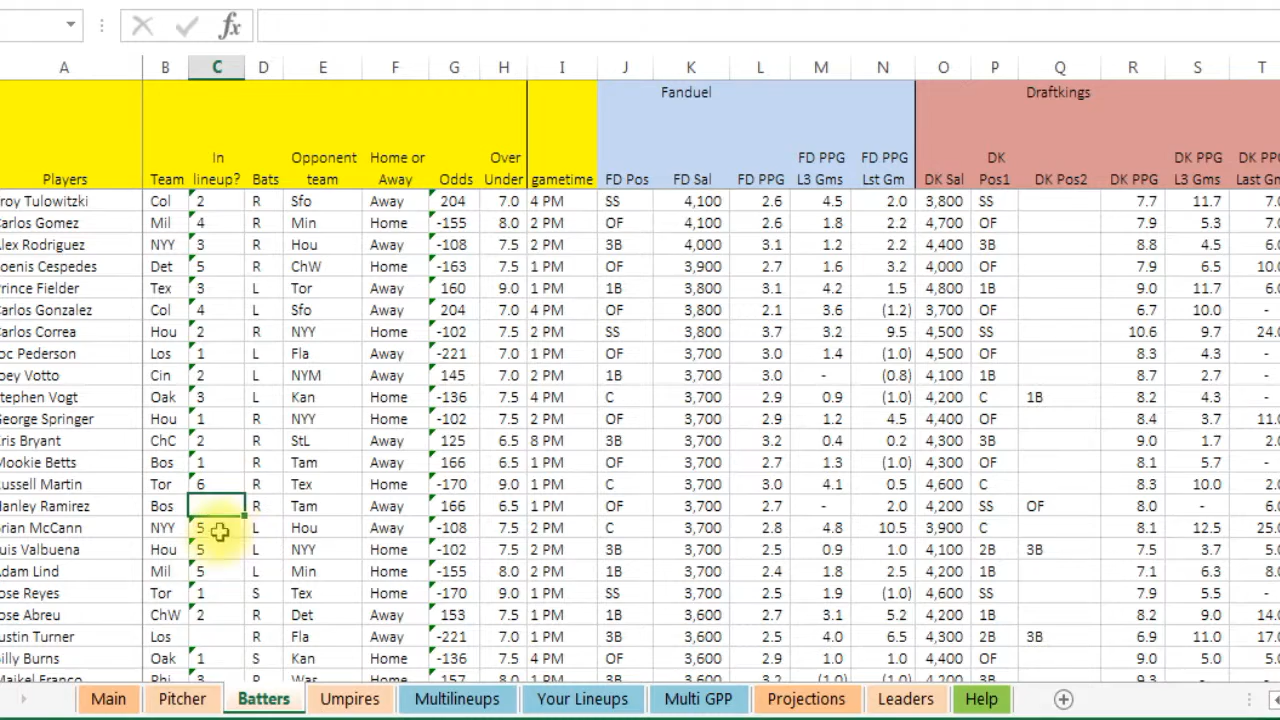 fx
A B C D E F G H I J K L M N O P Q R S T
Fanduel Draftkings
In Opponent Home or Over FD PPG FD PPG DK DK PPG DK PP
Players Team lineup? Bats team Away Odds Under gametime FD Pos FD Sal FD PPG L3 Gms Lst Gm DK Sal Pos1 DK Pos2 DK PPG L3 Gms Last Gm
roy Tulowitzki Col 2 R Sfo Away 204 7.0 4 PM SS 4,100 2.6 4.5 2.0 3,800 SS 7.7 11.7 7.0
arlos Gomez Mil 4 R Min Home -155 8.0 2 PM OF 4,100 2.6 1.8 2.2 4,700 OF 7.9 5.3 7.0
lex Rodriguez NYY 3 R Hou Away -108 7.5 2 PM 3B 4,000 3.1 1.2 2.2 4,400 3B 8.8 4.5 6.0
oenis Cespedes Det 5 R ChW Home -163 7.5 1 PM OF 3,900 2.7 1.6 3.2 4,000 OF 7.9 6.5 10.0
rince Fielder Tex 3 L Tor Home 160 9.0 1 PM 1B 3,800 3.1 4.2 1.5 4,800 1B 9.0 11.7 6.0
arlos Gonzalez Col 4 L Sfo Away 204 7.0 4 PM OF 3,800 2.1 3.6 (1.2) 3,700 OF 6.7 10.0 -
arlos Correa Hou 2 R NYY Home -102 7.5 2 PM SS 3,800 3.7 3.2 9.5 4,500 SS 10.6 9.7 24.0
oc Pederson Los 1 L Fla Away -221 7.0 1 PM OF 3,700 3.0 1.4 (1.0) 4,500 OF 8.3 4.3 -
oey Votto Cin 2 L NYM Away 145 7.0 1 PM 1B 3,700 3.0 - (0.8) 4,100 1B 8.7 2.7 -
tephen Vogt Oak 3 L Kan Home -136 7.5 4 PM C 3,700 2.9 0.9 (1.0) 4,200 C 1B 8.2 4.3 -
eorge Springer Hou 1 R NYY Home -102 7.5 2 PM OF 3,700 2.9 1.2 4.5 4,400 OF 8.4 3.7 11.0
ris Bryant ChC 2 R StL Away 125 6.5 8 PM 3B 3,700 3.2 0.4 0.2 4,300 3B 9.0 1.7 2.0
ookie Betts Bos 1 R Tam Away 166 6.5 1 PM OF 3,700 2.7 1.3 (1.0) 4,300 OF 8.1 5.7 -
ussell Martin Tor 6 R Tex Home -170 9.0 1 PM C 3,700 3.0 4.1 0.5 4,600 C 8.3 10.0 2.0
anley Ramirez Bos R Tam Away 166 6.5 1 PM OF 3,700 2.7 - 2.0 4,200 SS OF 8.0 - 6.0
rian McCann NYY 5 L Hou Away -108 7.5 2 PM C 3,700 2.8 4.8 10.5 3,900 C 8.1 12.5 25.0
uis Valbuena Hou 5 L NYY Home -102 7.5 2 PM 3B 3,700 2.5 0.9 1.0 4,100 2B 3B 7.5 3.7 5.0
dam Lind Mil 5 L Min Home -155 8.0 2 PM 1B 3,700 2.4 1.8 2.5 4,200 1B 7.1 6.3 8.0
ose Reyes Tor 1 S Tex Home -170 9.0 1 PM SS 3,700 2.5 1.9 (1.0) 4,600 SS 7.9 5.5 -
ose Abreu ChW 2 R Det Away 153 7.5 1 PM 1B 3,600 2.7 3.1 5.2 4,200 1B 8.2 9.0 14.0
ustin Turner Los R Fla Away -221 7.0 1 PM 3B 3,600 2.5 4.0 6.5 4,300 2B 3B 6.9 11.0 17.0
illy Burns Oak 1 S Kan Home -136 7.5 4 PM OF 3,600 2.9 1.0 1.0 4,400 OF 9.0 5.0 5.0
Maikel Franco Phi 3 R Was Home 157 8.0 1 PM 3B 3,600 3.2 (1.0) (1.0) 4,200 3B 9.3
Main Pitcher Batters Umpires Multilineups Your Lineups Multi GPP Projections Leaders Help